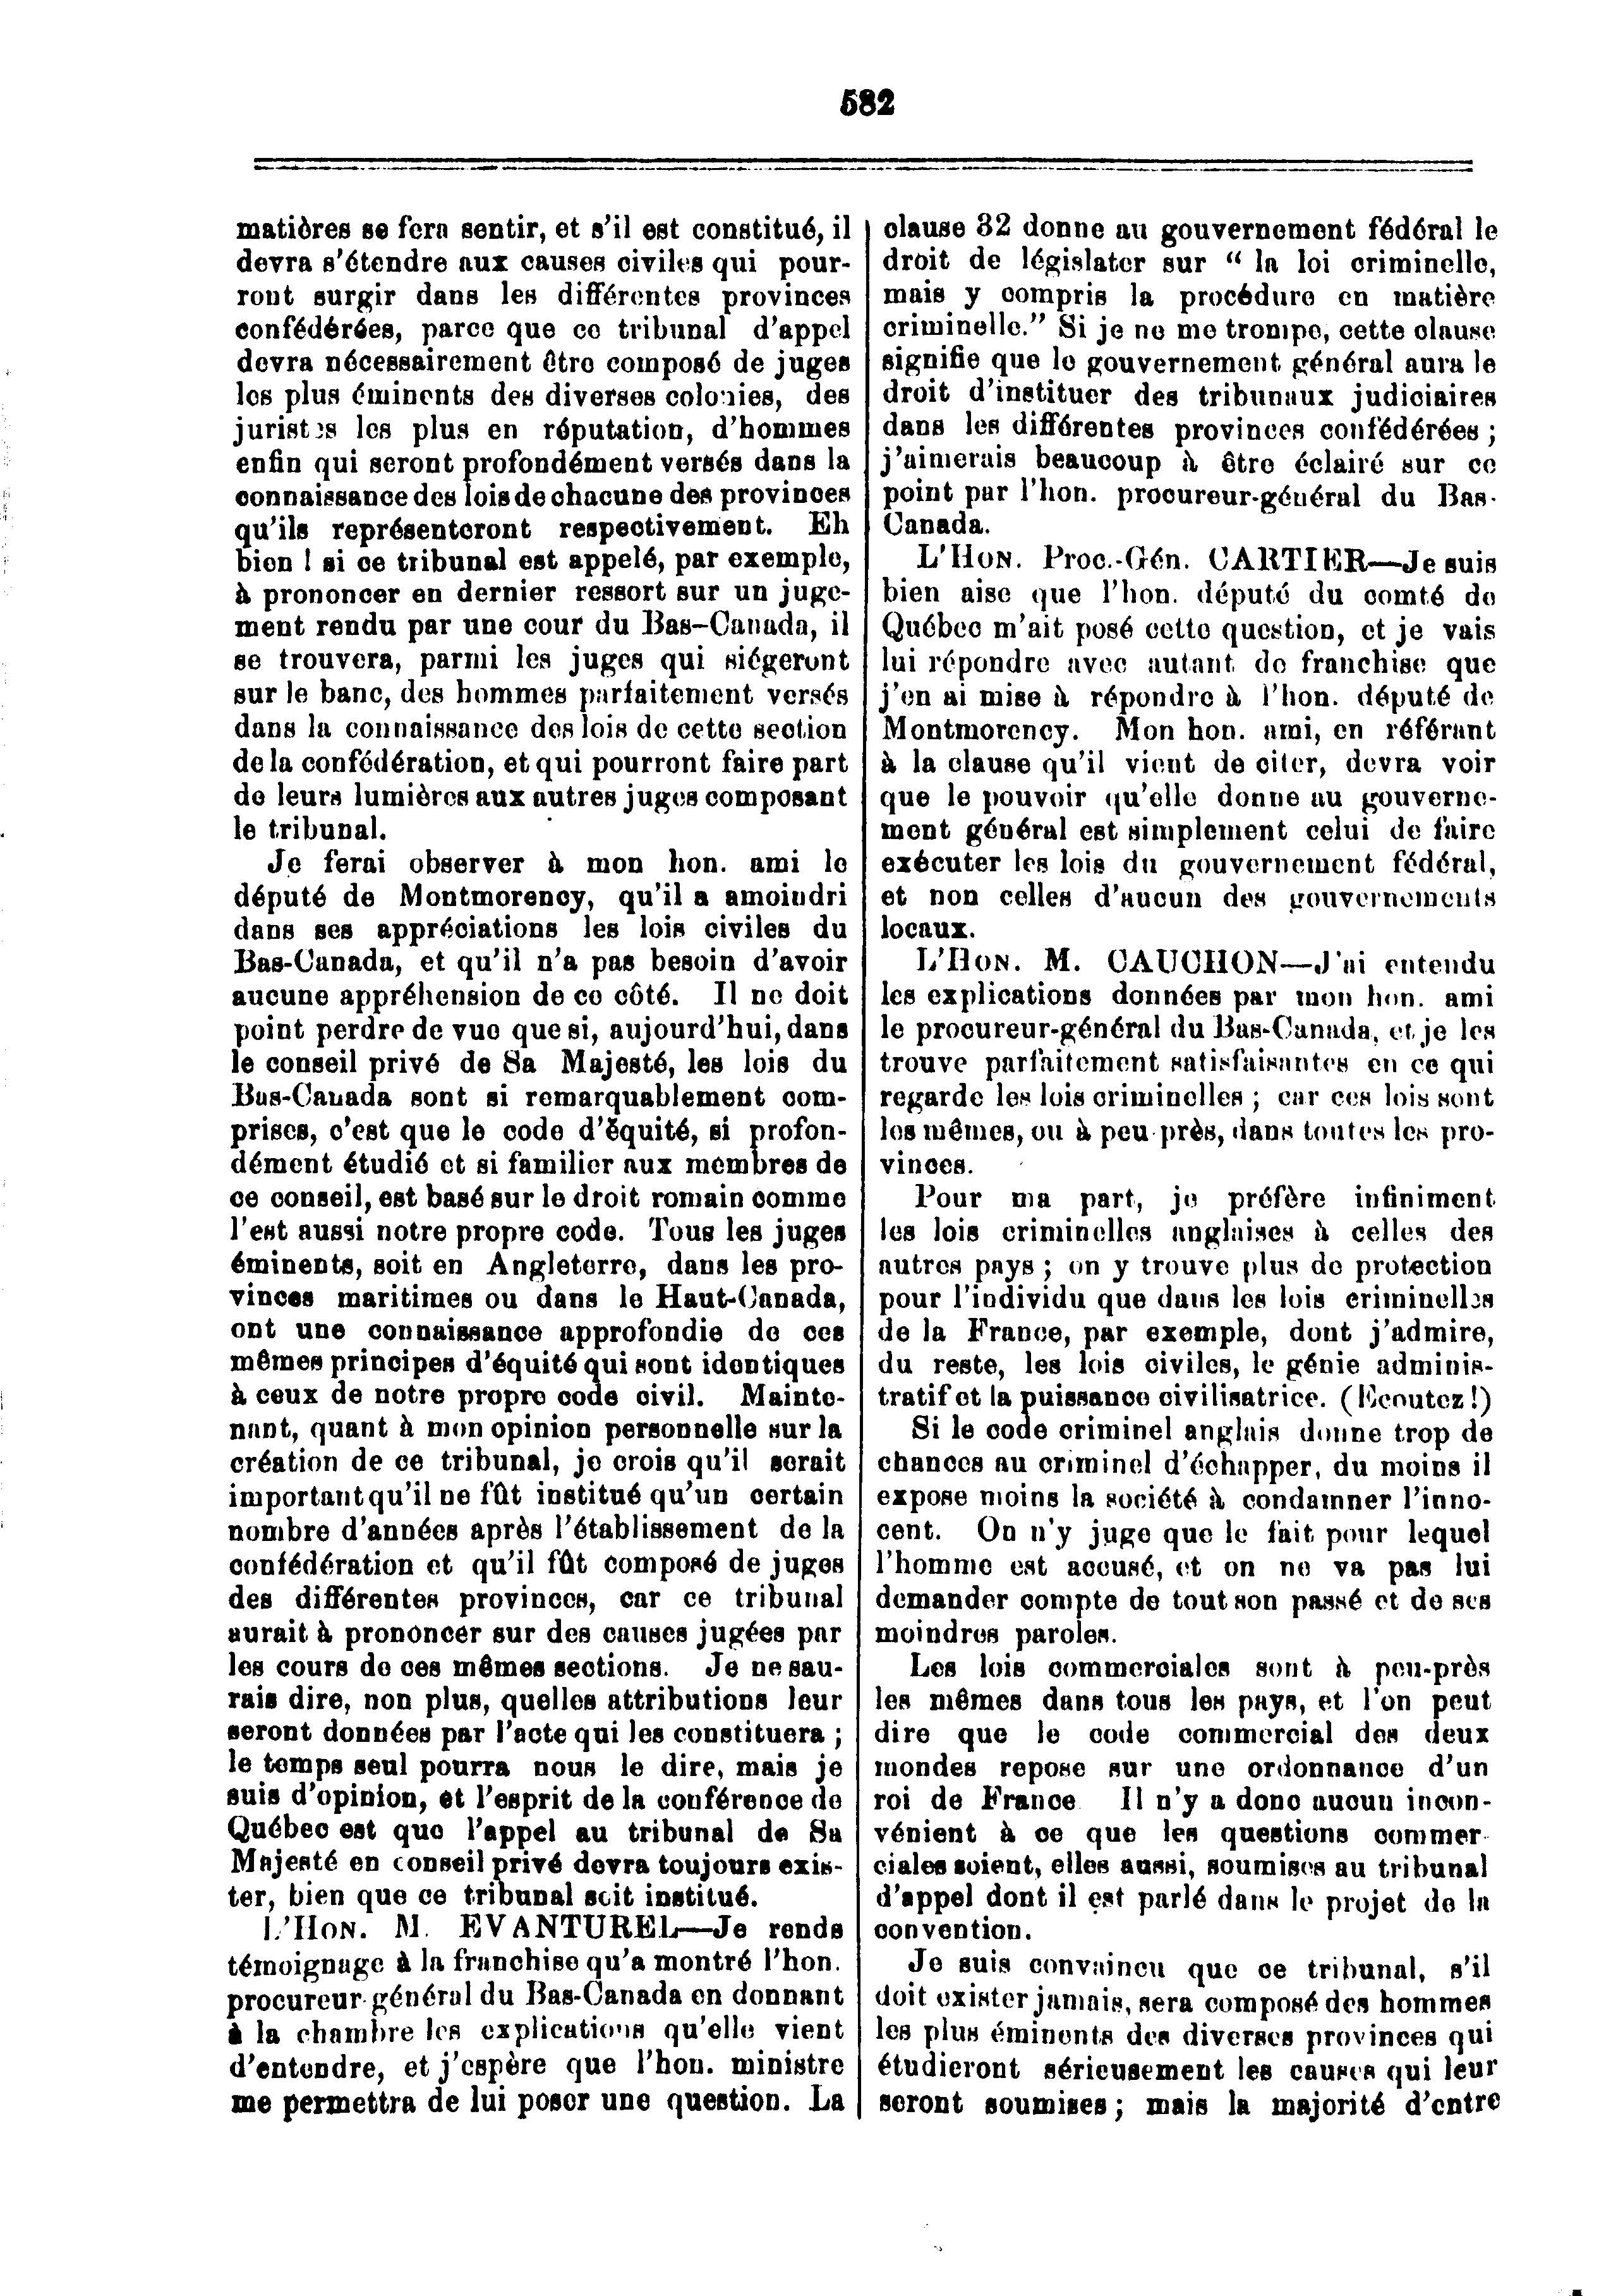 582
matières se fera sentir, et s'il est constitué, il
devra s'étendre aux causes civiles qui pour-
ront surgir dans les différentes provinces
confédérées, parce que ce tribunal d'appel
devra nécessairement être composé de juges
les plus éminents des diverses colonies, des
juristes les plus en réputation, d'hommes
enfin qui seront profondément versés dans la
connaissance des lois de chacune des provinces
qu'ils représenteront respectivement. Eh
bien ! si ce tribunal est appelé, par exemple,
à prononcer en dernier ressort sur un juge-
ment rendu par une cour du Bas-Canada, il
se trouvera, parmi les juges qui siégeront
sur le banc, des hommes parfaitement versés
dans la connaissance des lois de cette section
de la confédération, et qui pourront faire part
de leurs lumières aux autres juges composant
le tribunal.
Je ferai observer à mon hon. ami le
député de Montmorency, qu'il a amoindri
dans ses appréciations les lois civiles du
Bas-Canada, et qu'il n'a pas besoin d'avoir
aucune appréhension de ce côté. Il ne doit
point perdre de vue que si, aujourd'hui, dans
le conseil privé de Sa Majesté, les lois du
Bas-Canada sont si remarquablement com-
prises, c'est que le code d'équité, si profon-
dément étudié et si familier aux membres de
ce conseil, est basé sur le droit romain comme
l'est aussi notre propre code. Tous les juges
éminents, soit en Angleterre, dans les pro-
vinces maritimes ou dans le Haut-Canada,
ont une connaissance approfondie de ces
mêmes principes d'équité qui sont identiques
à ceux de notre propre code civil. Mainte-
nant, quant à mon opinion personnelle sur la
création de ce tribunal, je crois qu'il serait
important qu'il ne fût institué qu'un certain
nombre d'années après l'établissement de la
confédération et qu'il fût composé de juges
des différentes provinces, car ce tribunal
aurait à prononcer sur des causes jugées par
les cours de ces mêmes sections. Je ne sau-
rais dire, non plus, quelles attributions leur
seront données par l'acte qui les constituera ;
le temps seul pourra nous le dire, mais je
suis d'opinion, et l'esprit de la conférence de
Québec est que l'appel au tribunal de Sa
Majesté en conseil privé devra toujours exis-
ter, bien que ce tribunal soit institué.
L'HON. M. EVANTUREL—Je rends
témoignage à la franchise qu'a montré l'hon.
procureur-général du Bas-Canada en donnant
à la chambre les explications qu'elle vient
d'entendre, et j'espère que l'hon. ministre
me permettra de lui poser une question. La
clause 32 donne au gouvernement fédéral le
droit de législater sur " la loi criminelle,
mais y compris la procédure en matière
criminelle." Si je ne me trompe, cette clause
signifie que le gouvernement général aura le
droit d'instituer des tribunaux judiciaires
dans les différentes provinces confédérées ;
j'aimerais beaucoup à être éclairé sur ce
point par l'hon. procureur-général du Bas-
Canada.
L'HON. Proc.-Gén. CARTIER—Je suis
bien aise que l'hon. député du comté de
Québec m'ait posé cette question, et je vais
lui répondre avec autant de franchise que
j'en ai mise à répondre à l'hon. député de
Montmorency. Mon hon. ami, en référant
à la clause qu'il vient de citer, devra voir
que le pouvoir qu'elle donne au gouverne-
ment général est simplement celui de faire
exécuter les lois du gouvernement fédéral,
et non celles d'aucun des gouvernements
locaux.
L'HON. M. CAUCHON—J'ai entendu
les explications données par mon hon. ami
le procureur-général du Bas-Canada, et je les
trouve parfaitement satisfaisantes en ce qui
regarde les lois criminelles ; car ces lois sont
les mêmes, ou à peu près, dans toutes les pro-
vinces.
Pour ma part, je préfère infiniment
les lois criminelles anglaises à celles des
autres pays ; on y trouve plus de protection
pour l'individu que dans les lois criminelles
de la France, par exemple, dont j'admire,
du reste, les lois civiles, le génie adminis-
tratif et la puissance civilisatrice. (Ecoutez !)
Si le code criminel anglais donne trop de
chances au criminel d'échapper, du moins il
expose moins la société à condamner l'inno-
cent. On n'y juge que le fait pour lequel
l'homme est accusé, et on ne va pas lui
demander compte de tout son passé et de ses
moindres paroles.
Les lois commerciales sont à peu-près
les mêmes dans tous les pays, et l'on peut
dire que le code commercial des deux
mondes repose sur une ordonnance d'un
roi de France Il n'y a donc aucun incon-
vénient à ce que les questions commer-
ciales soient, elles aussi, soumises au tribunal
d'appel dont il est parlé dans le projet de la
convention.
Je suis convaincu que ce tribunal, s'il
doit exister jamais, sera composé des hommes
les plus éminents des diverses provinces qui
étudieront sérieusement les causes qui leur
seront soumises ; mais la majorité d'entre